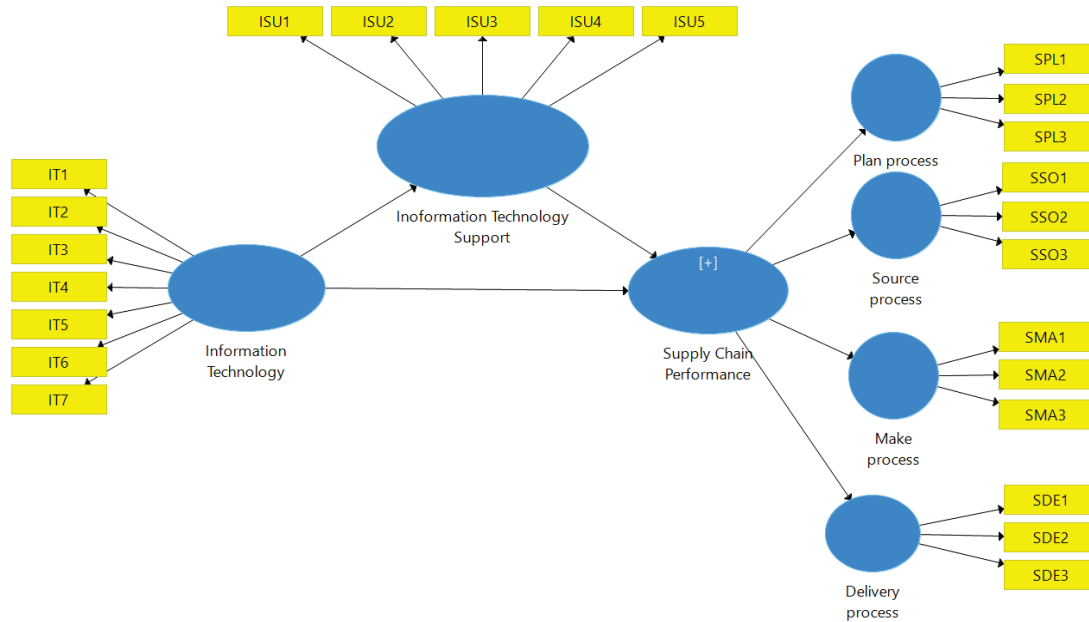 ISU1
ISU2
ISU3
ISU4
ISU5
IT1
IT2
IT3
IT4
IT5
IT6
IT7
Information
Technology
Inoformation Technology
Support
[+]
Supply Chain
Performance
Plan process
SPL1
SPL2
SPL3
Source
process
SSO1
SSO2
SSO3
Make
process
SMA1
SMA2
SMA3
Delivery
process
SDE1
SDE2
SDE3